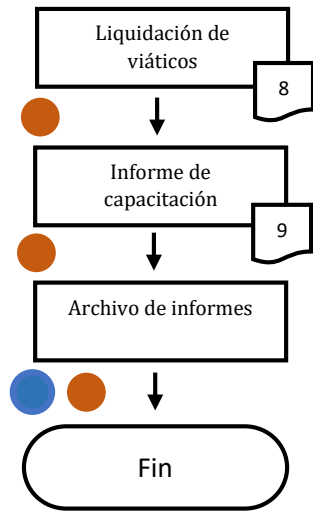 Liquidación de
viáticos
8
Informe de
capacitación
9
Archivo de informes
Fin